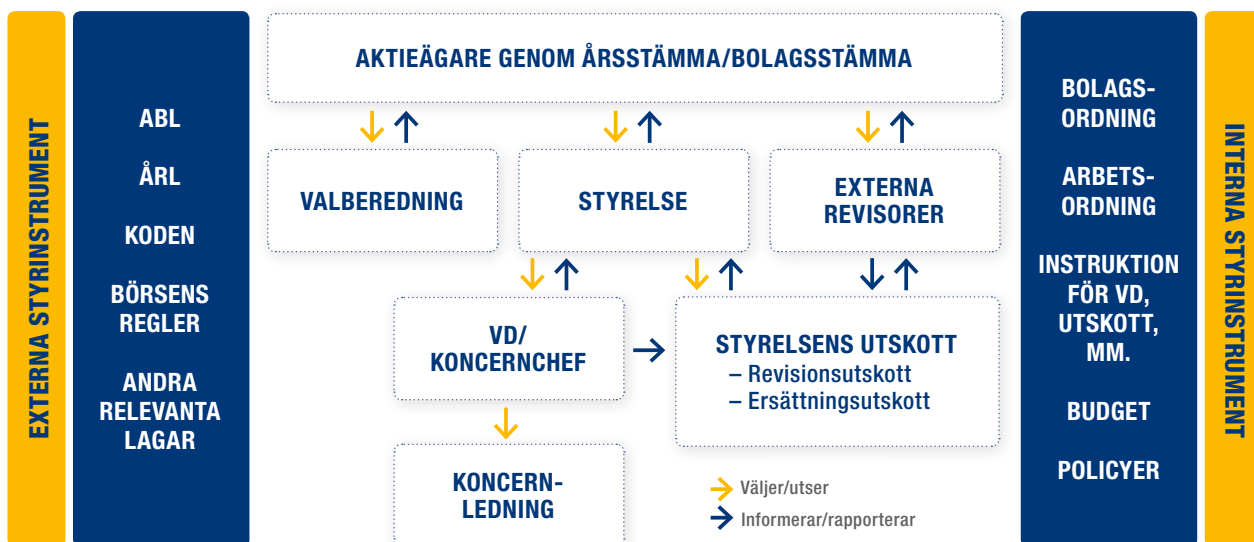 EXTERNA STYRINSTRUMENT
ABL
ÅRL
KODEN
BÖRSENS
REGLER
ANDRA
RELEVANTA
LAGAR
AKTIEÄGARE GENOM ÅRSSTÄMMA/BOLAGSSTÄMMA
VALBEREDNING
STYRELSE
EXTERNA
REVISORER
VD/
KONCERNCHEF
STYRELSENS UTSKOTT
– Revisionsutskott
– Ersättningsutskott
KONCERN-
LEDNING
Väljer/utser
Informerar/rapporterar
BOLAGS-
ORDNING
ARBETS-
ORDNING
INSTRUKTION
FÖR VD,
UTSKOTT,
MM.
BUDGET
POLICYER
INTERNA STYRINSTRUMENT